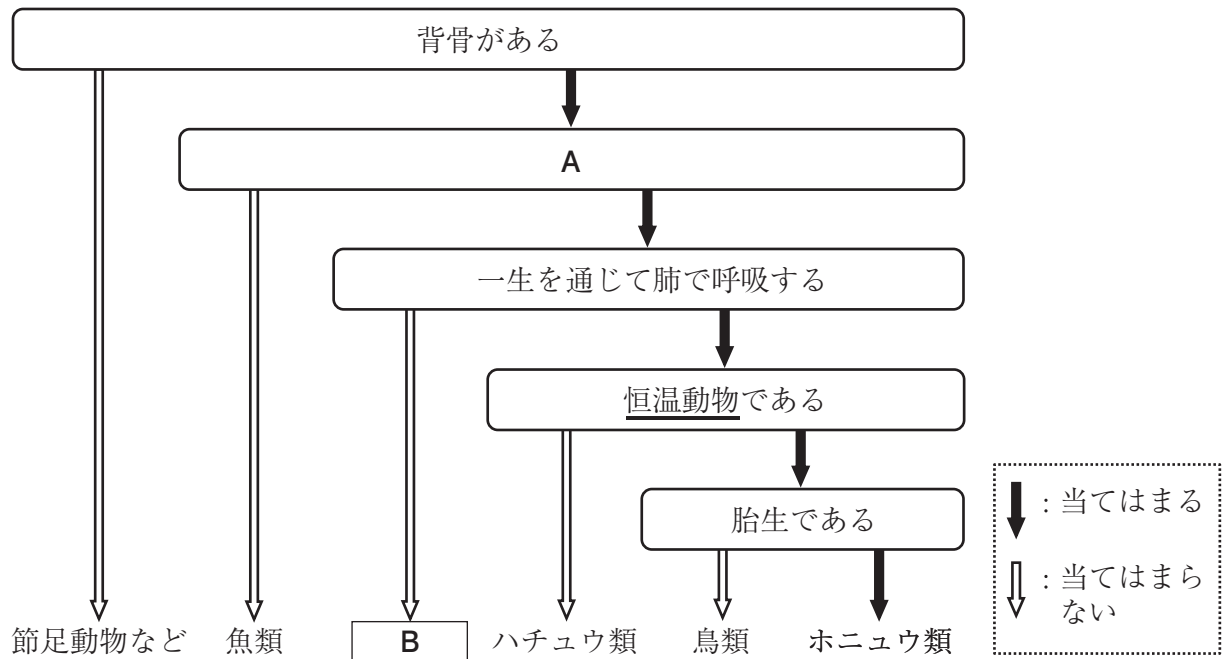 背骨がある
A
一生を通じて肺で呼吸する
恒温動物である
胎生である
節足動物など
魚類
B
ハチュウ類
鳥類
ホニュウ類
：当てはまる
：当てはまら
ない